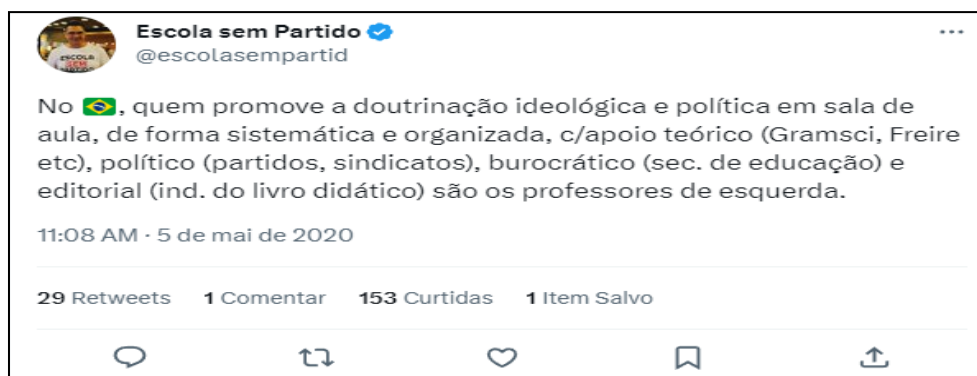 Escola sem Partido
@escolasempartid
No 🇧🇷, quem promove a doutrinação ideológica e política em sala de
aula, de forma sistemática e organizada, c/apoio teórico (Gramsci, Freire
etc), político (partidos, sindicatos), burocrático (sec. de educação) e
editorial (ind. do livro didático) são os professores de esquerda.
11:08 AM · 5 de mai de 2020
29 Retweets 1 Comentar 153 Curtidas 1 Item Salvo